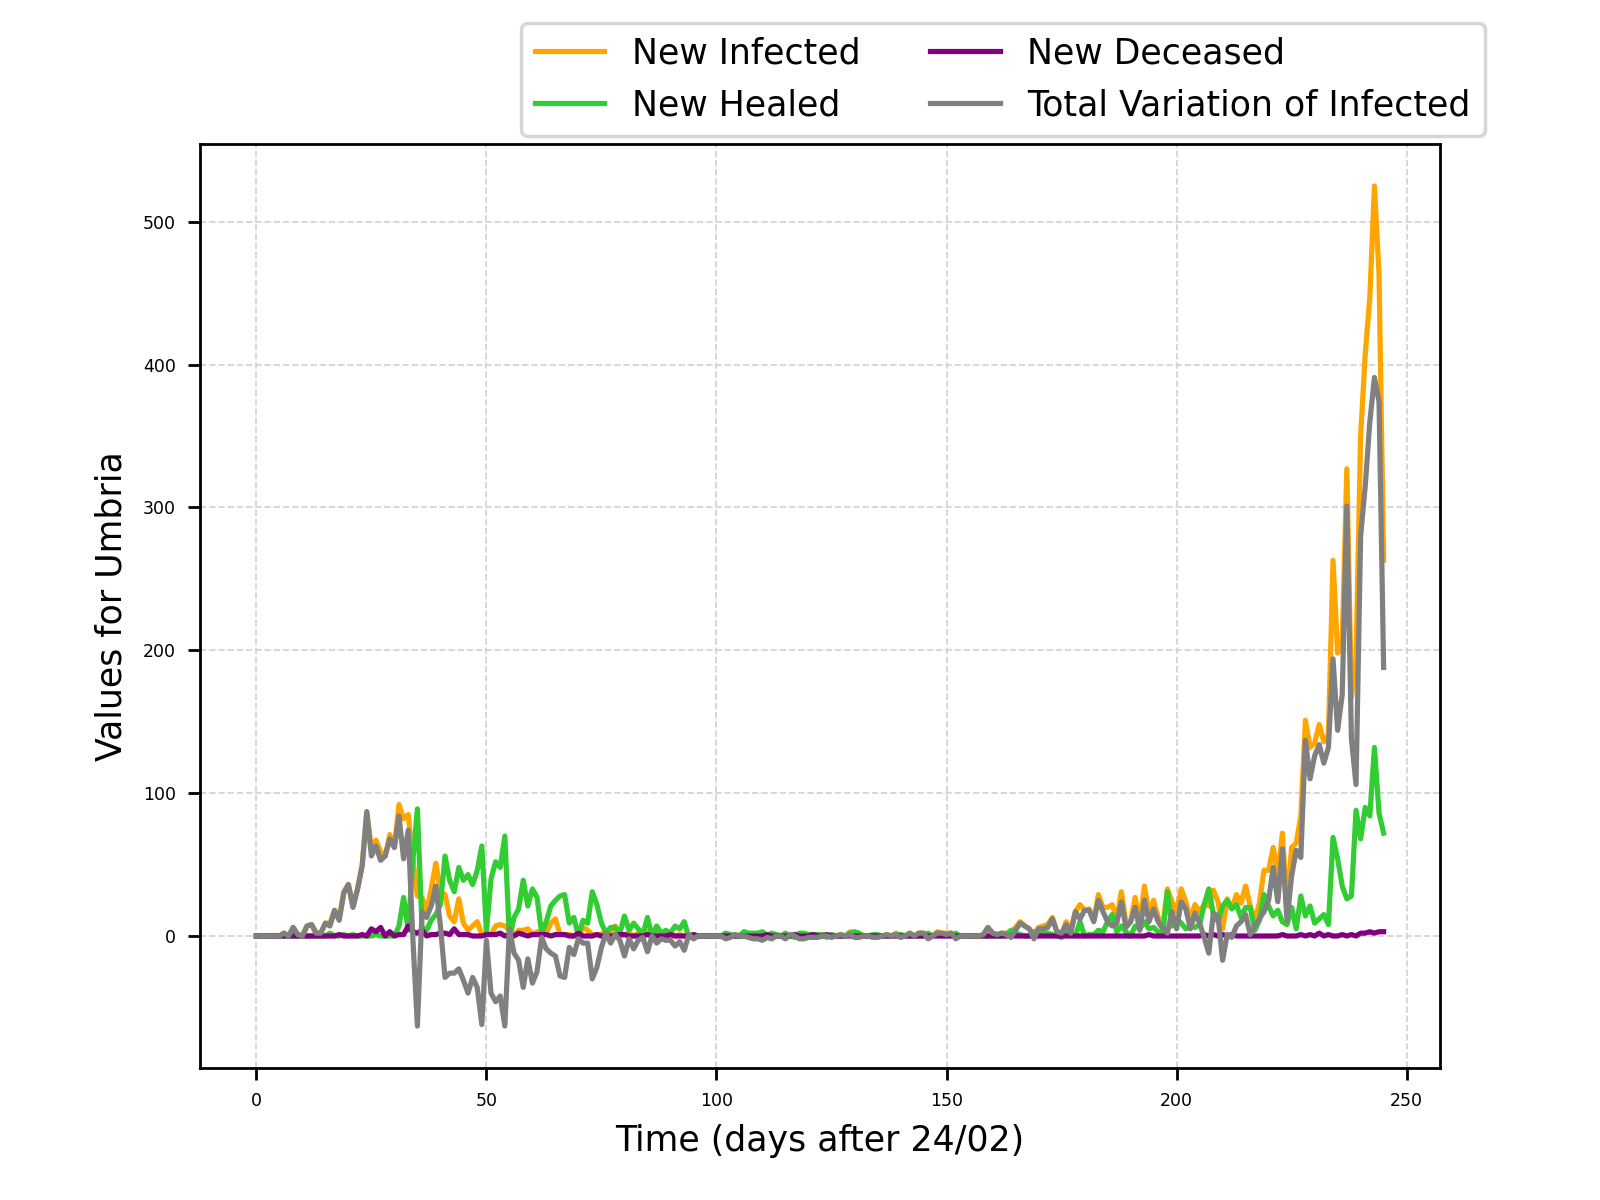 New Infected
New Healed
New Deceased
Total Variation of Infected
500
400
300
200
100
0
Values for Umbria
0 50 100 150 200 250
Time (days after 24/02)